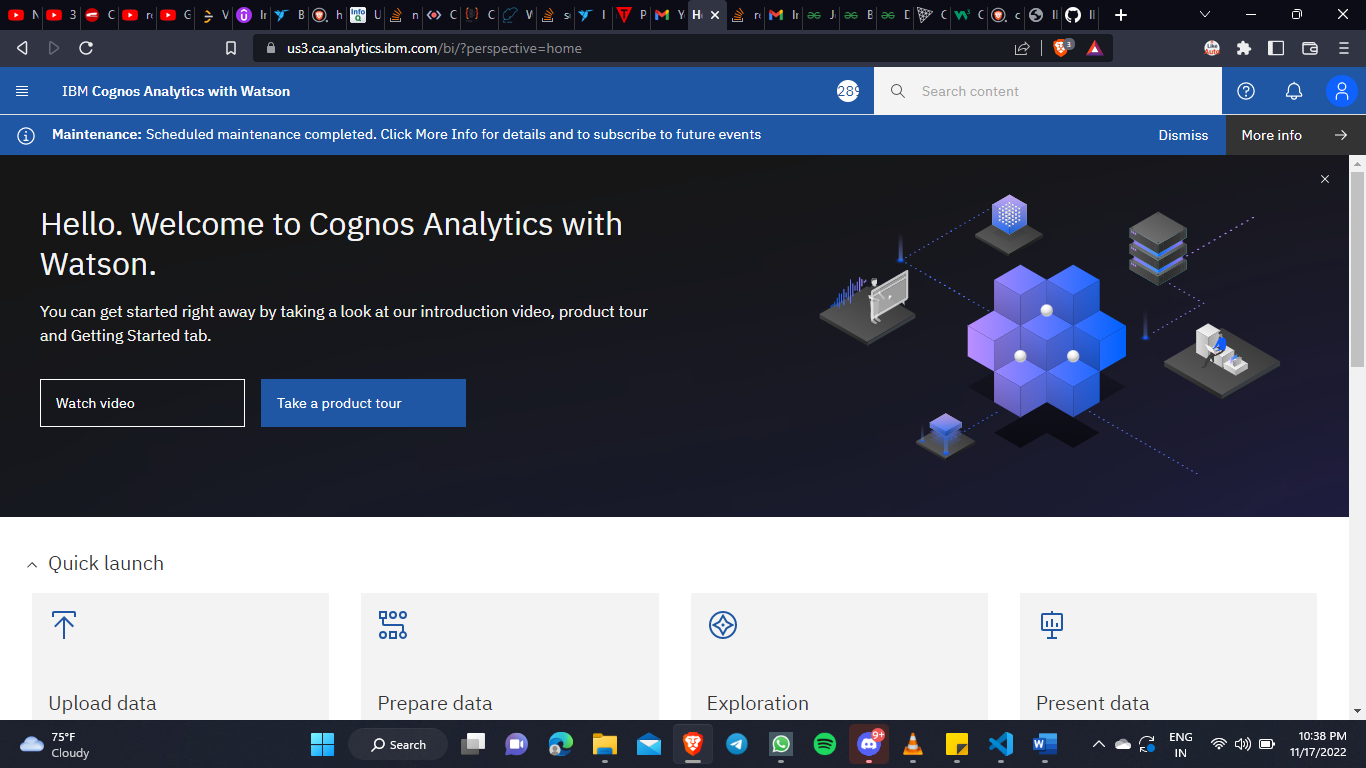 us3.ca.analytics.ibm.com/bi/?perspective=home
3
IBM Cognos Analytics with Watson
289
Search content
Maintenance: Scheduled maintenance completed. Click More Info for details and to subscribe to future events
Dismiss
More info
Hello. Welcome to Cognos Analytics with
Watson.
You can get started right away by taking a look at our introduction video, product tour
and Getting Started tab.
Watch video
Take a product tour
Quick launch
Upload data
Prepare data
Exploration
Present data
75°F
Cloudy
Search
9+
ENG
IN
10:38 PM
11/17/2022